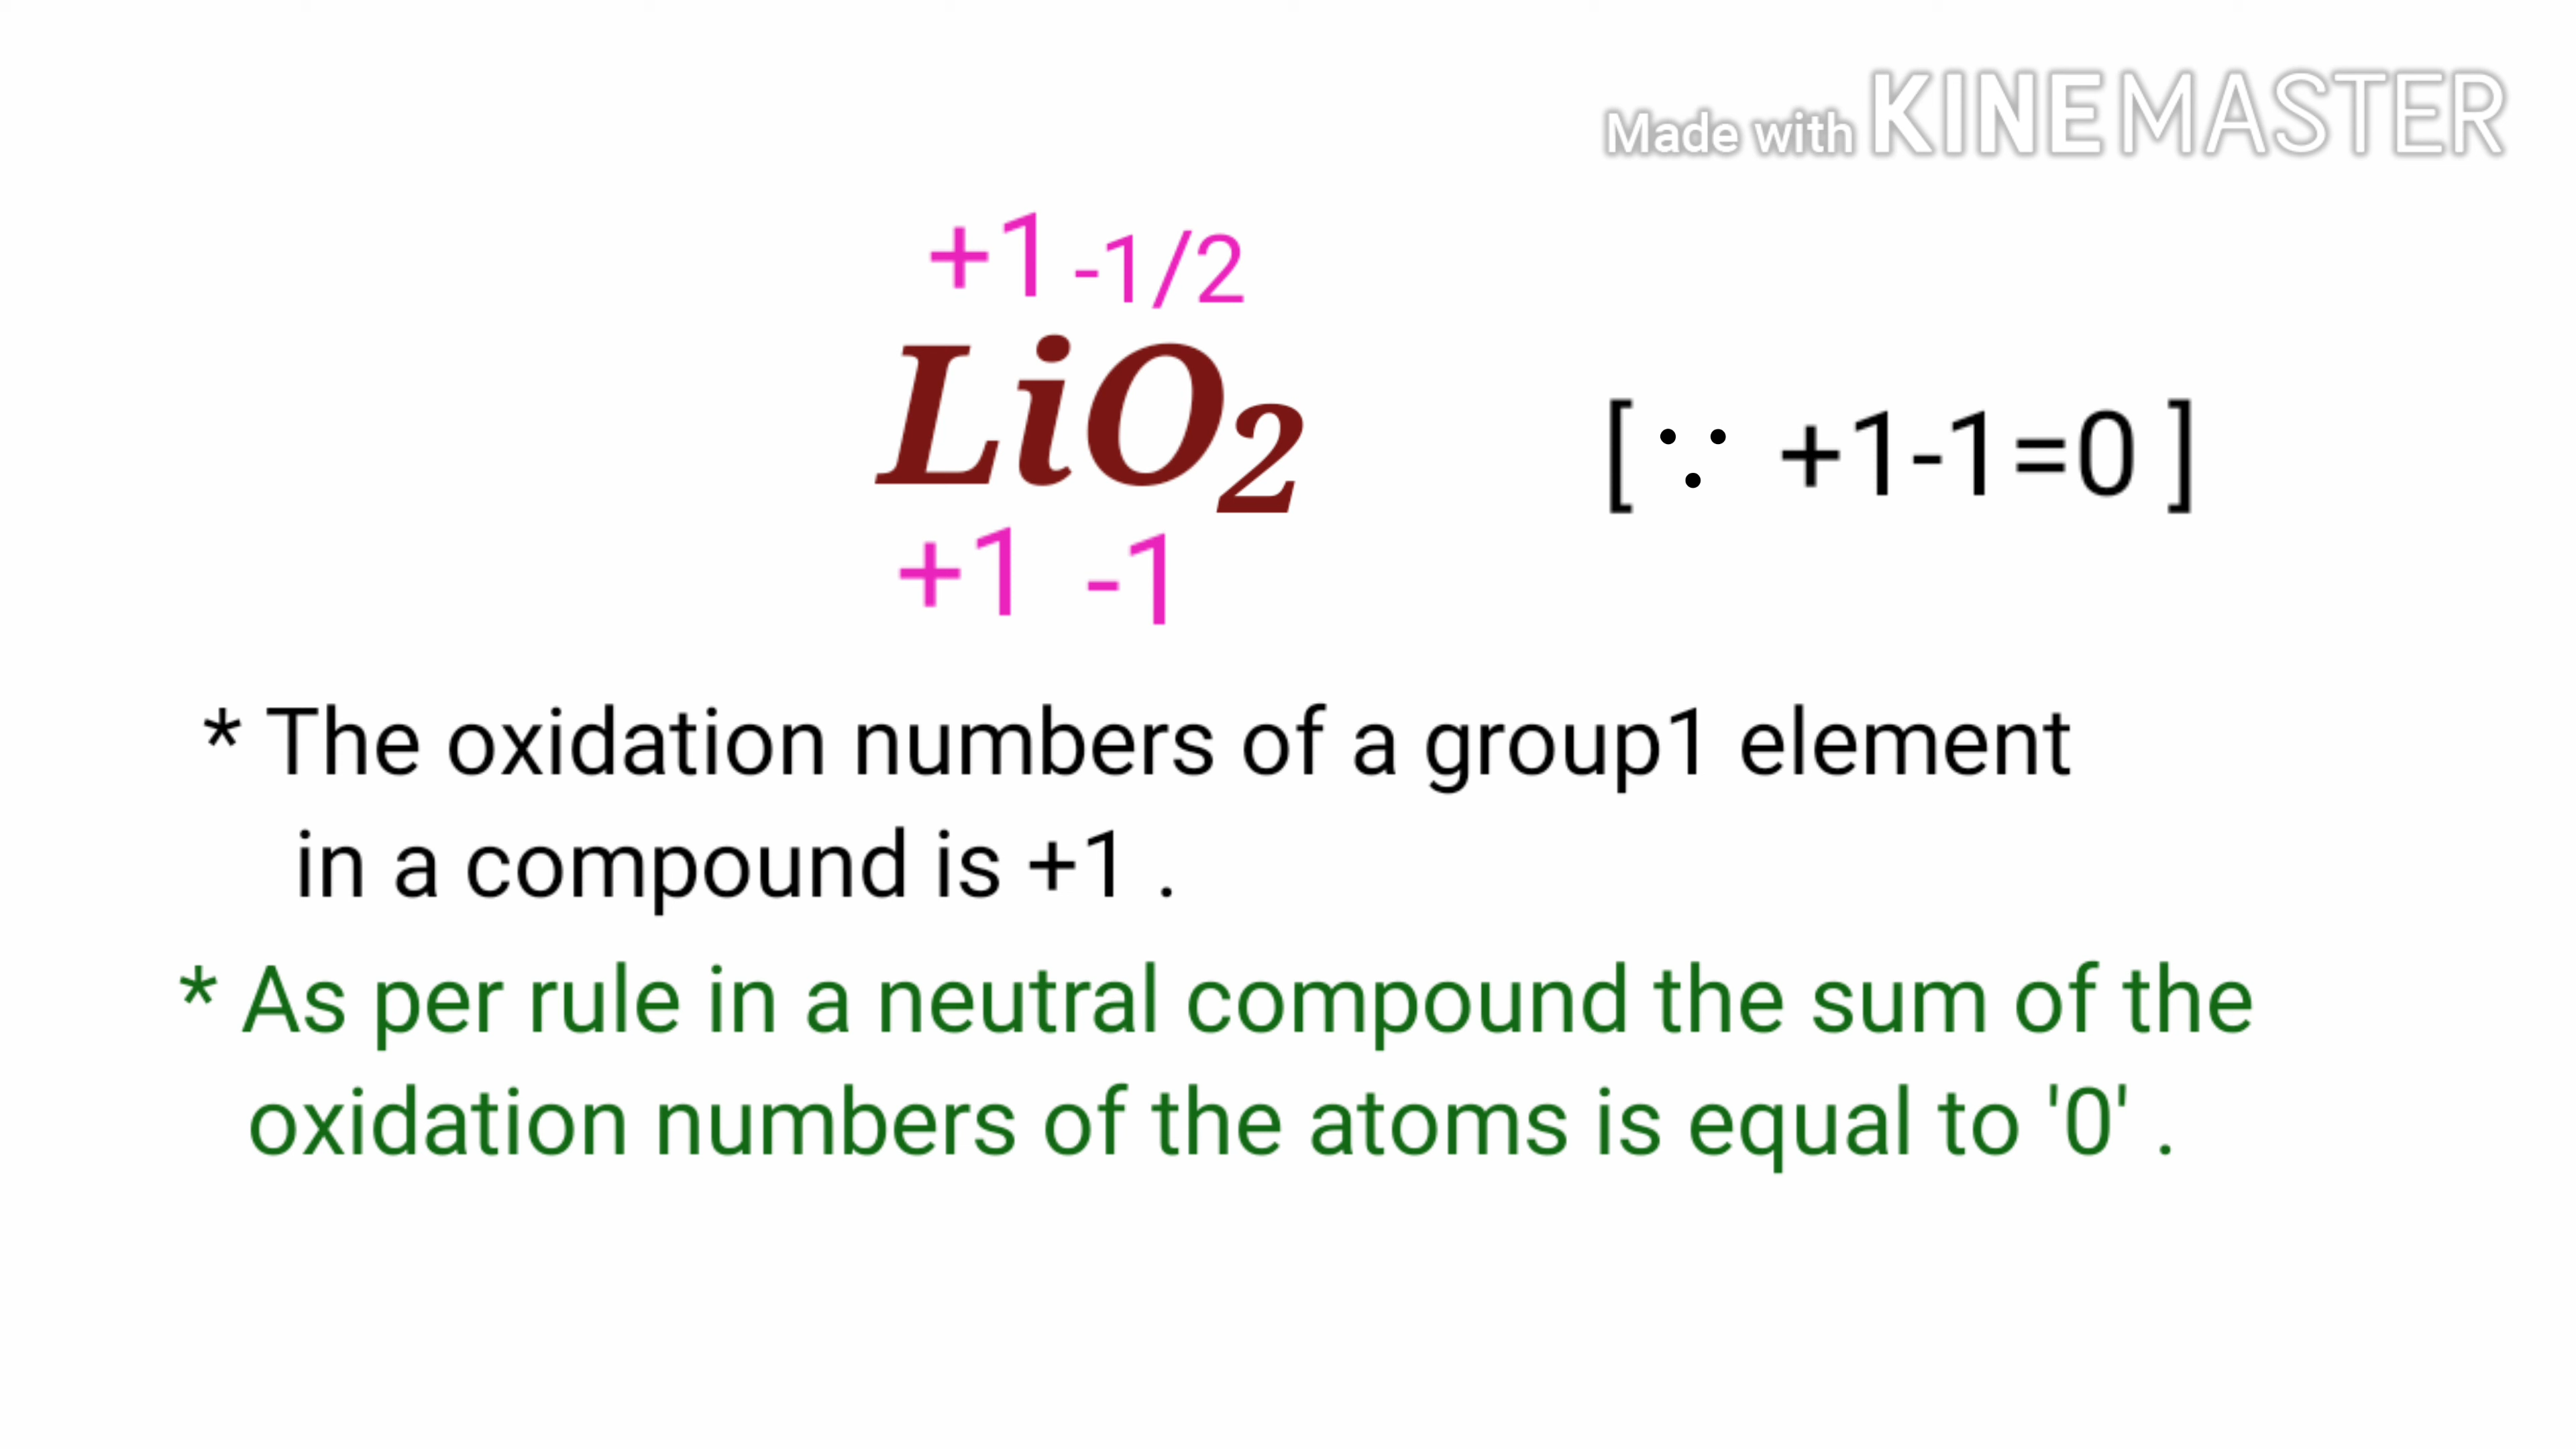 Made with KINEMASTER
+1 -1/2
LiO₂
[ ∵ +1-1=0 ]
+1 -1
* The oxidation numbers of a group1 element
in a compound is +1 .
* As per rule in a neutral compound the sum of the
oxidation numbers of the atoms is equal to '0' .